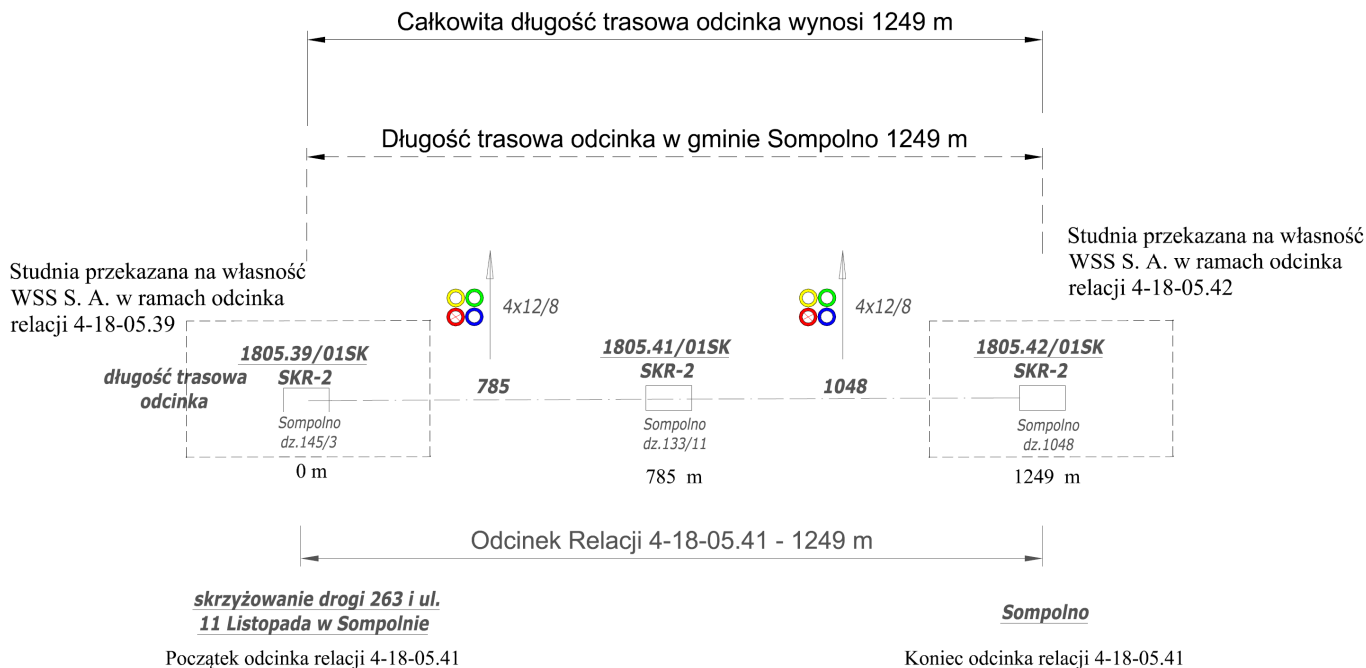 Całkowita długość trasowa odcinka wynosi 1249 m
Długość trasowa odcinka w gminie Sompolno 1249 m
Studnia przekazana na własność
WSS S. A. w ramach odcinka
relacji 4-18-05.39
Studnia przekazana na własność
WSS S. A. w ramach odcinka
relacji 4-18-05.42
4x12/8
4x12/8
1805.39/01SK
SKR-2
1805.41/01SK
SKR-2
1805.42/01SK
SKR-2
długość trasowa
odcinka
785
1048
Sompolno
dz.145/3
Sompolno
dz.133/11
Sompolno
dz.1048
0 m
785 m
1249 m
Odcinek Relacji 4-18-05.41 - 1249 m
skrzyżowanie drogi 263 i ul.
11 Listopada w Sompolnie
Sompolno
Początek odcinka relacji 4-18-05.41
Koniec odcinka relacji 4-18-05.41